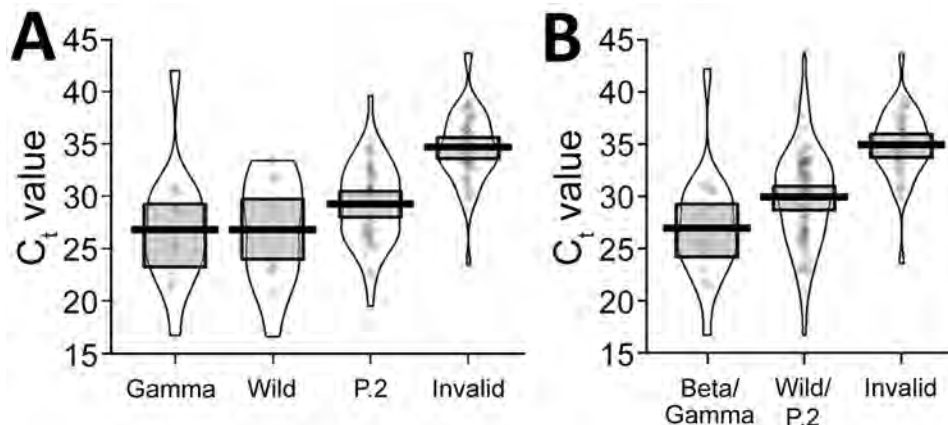 A
Ct value
45
40
35
30
25
20
15
Gamma Wild P.2 Invalid
B
Ct value
45
40
35
30
25
20
15
Beta/
Gamma
Wild/
P.2
Invalid